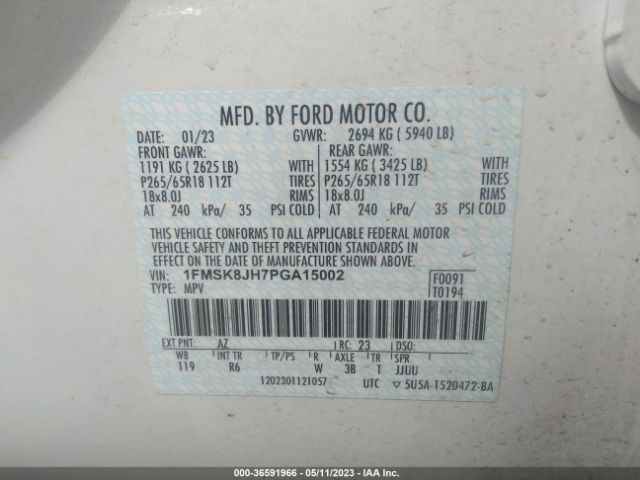 MFD. BY FORD MOTOR CO.
DATE: 01/23 GVWR: 2694 KG ( 5940 LB)
FRONT GAWR: REAR GAWR:
1191 KG ( 2625 LB) WITH 1554 KG ( 3425 LB) WITH
P265/65R18 112T TIRES P265/65R18 112T TIRES
18x8.0J RIMS 18x8.0J RIMS
AT 240 kPa/ 35 PSI COLD AT 240 kPa/ 35 PSI COLD
THIS VEHICLE CONFORMS TO ALL APPLICABLE FEDERAL MOTOR
VEHICLE SAFETY AND THEFT PREVENTION STANDARDS IN
EFFECT ON THE DATE OF MANUFACTURE SHOWN ABOVE.
VIN: 1FMSK8JH7PGA15002 F0091
TYPE: MPV T0194
EXT PNT: AZ RC: 23 DSO:
WB INT TR TP/PS R AXLE TR SPR
119 R6 W 3B T JJUU
1202301121057 UTC 5U5A-1520472-BA
000-36591966 - 05/11/2023 - IAA Inc.